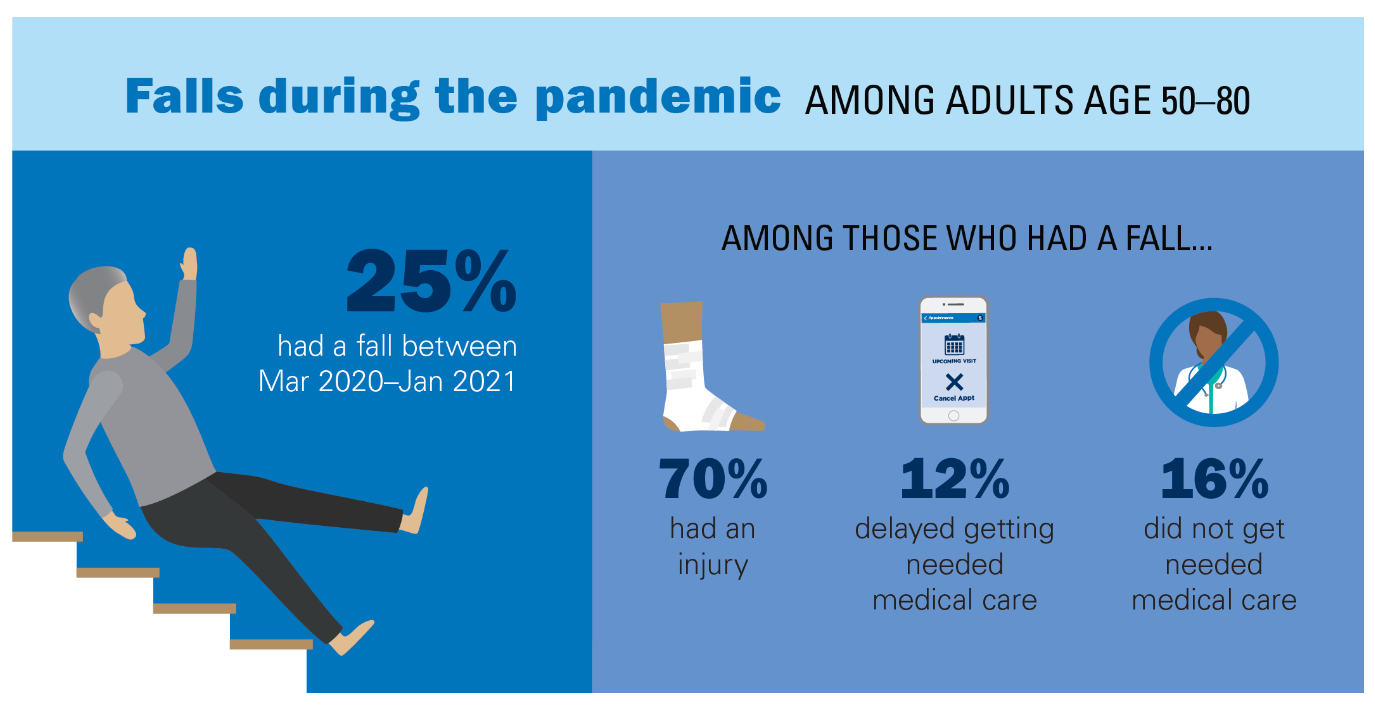 Falls during the pandemic AMONG ADULTS AGE 50–80
25%
had a fall between
Mar 2020–Jan 2021
AMONG THOSE WHO HAD A FALL...
Appointments
UPCOMING VISIT
Cancel Appt
70%
had an
injury
12%
delayed getting
needed
medical care
16%
did not get
needed
medical care